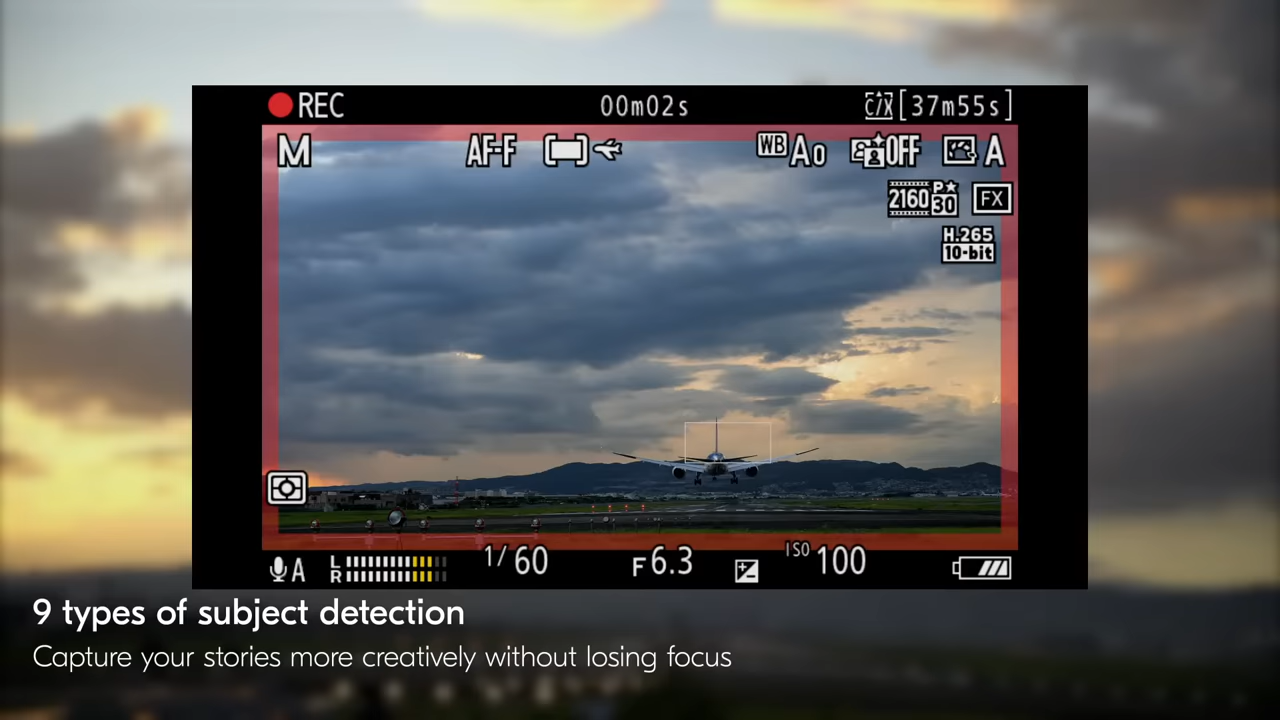 REC 00m02s C/X [37m55s]
M AF-F WB A0 OFF A
2160 P★ 30 FX
H.265
10-bit
A L R 1/60 F6.3 ISO 100
9 types of subject detection
Capture your stories more creatively without losing focus